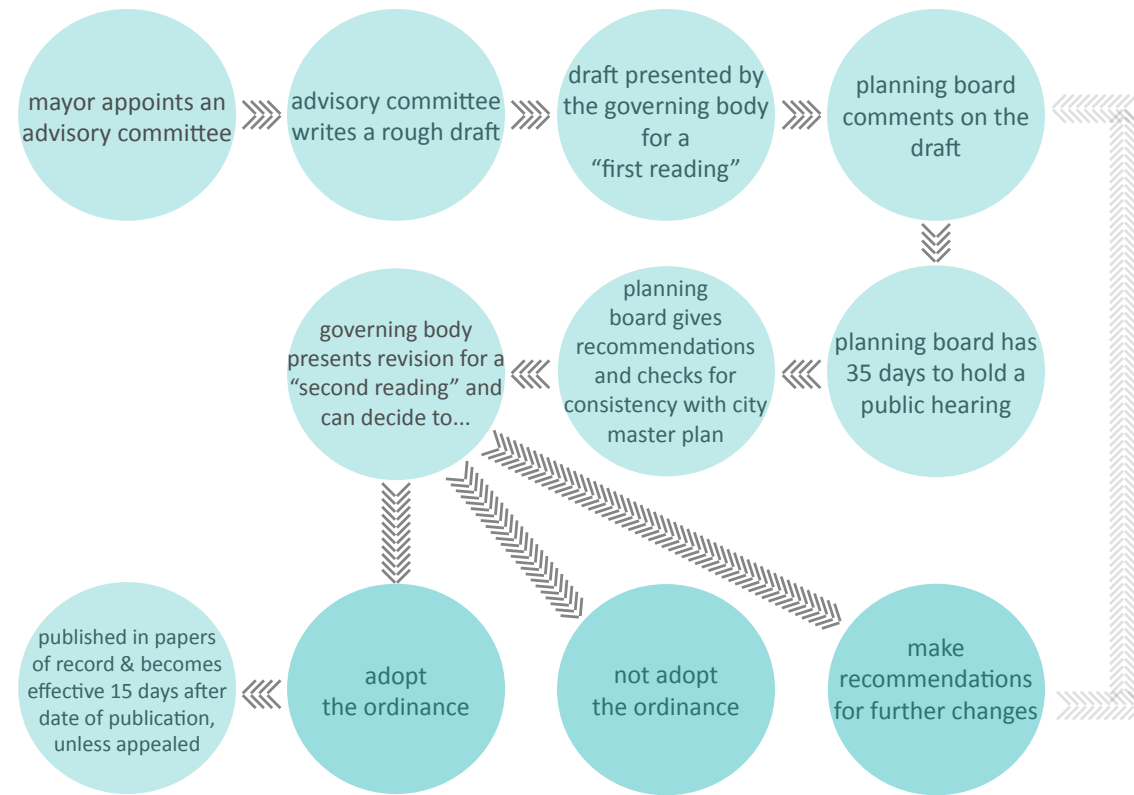 mayor appoints an
advisory committee
advisory committee
writes a rough draft
draft presented by
the governing body
for a
“first reading”
planning board
comments on the
draft
planning board has
35 days to hold a
public hearing
planning
board gives
recommendations
and checks for
consistency with city
master plan
governing body
presents revision for a
“second reading” and
can decide to...
adopt
the ordinance
not adopt
the ordinance
make
recommendations
for further changes
published in papers
of record & becomes
effective 15 days after
date of publication,
unless appealed